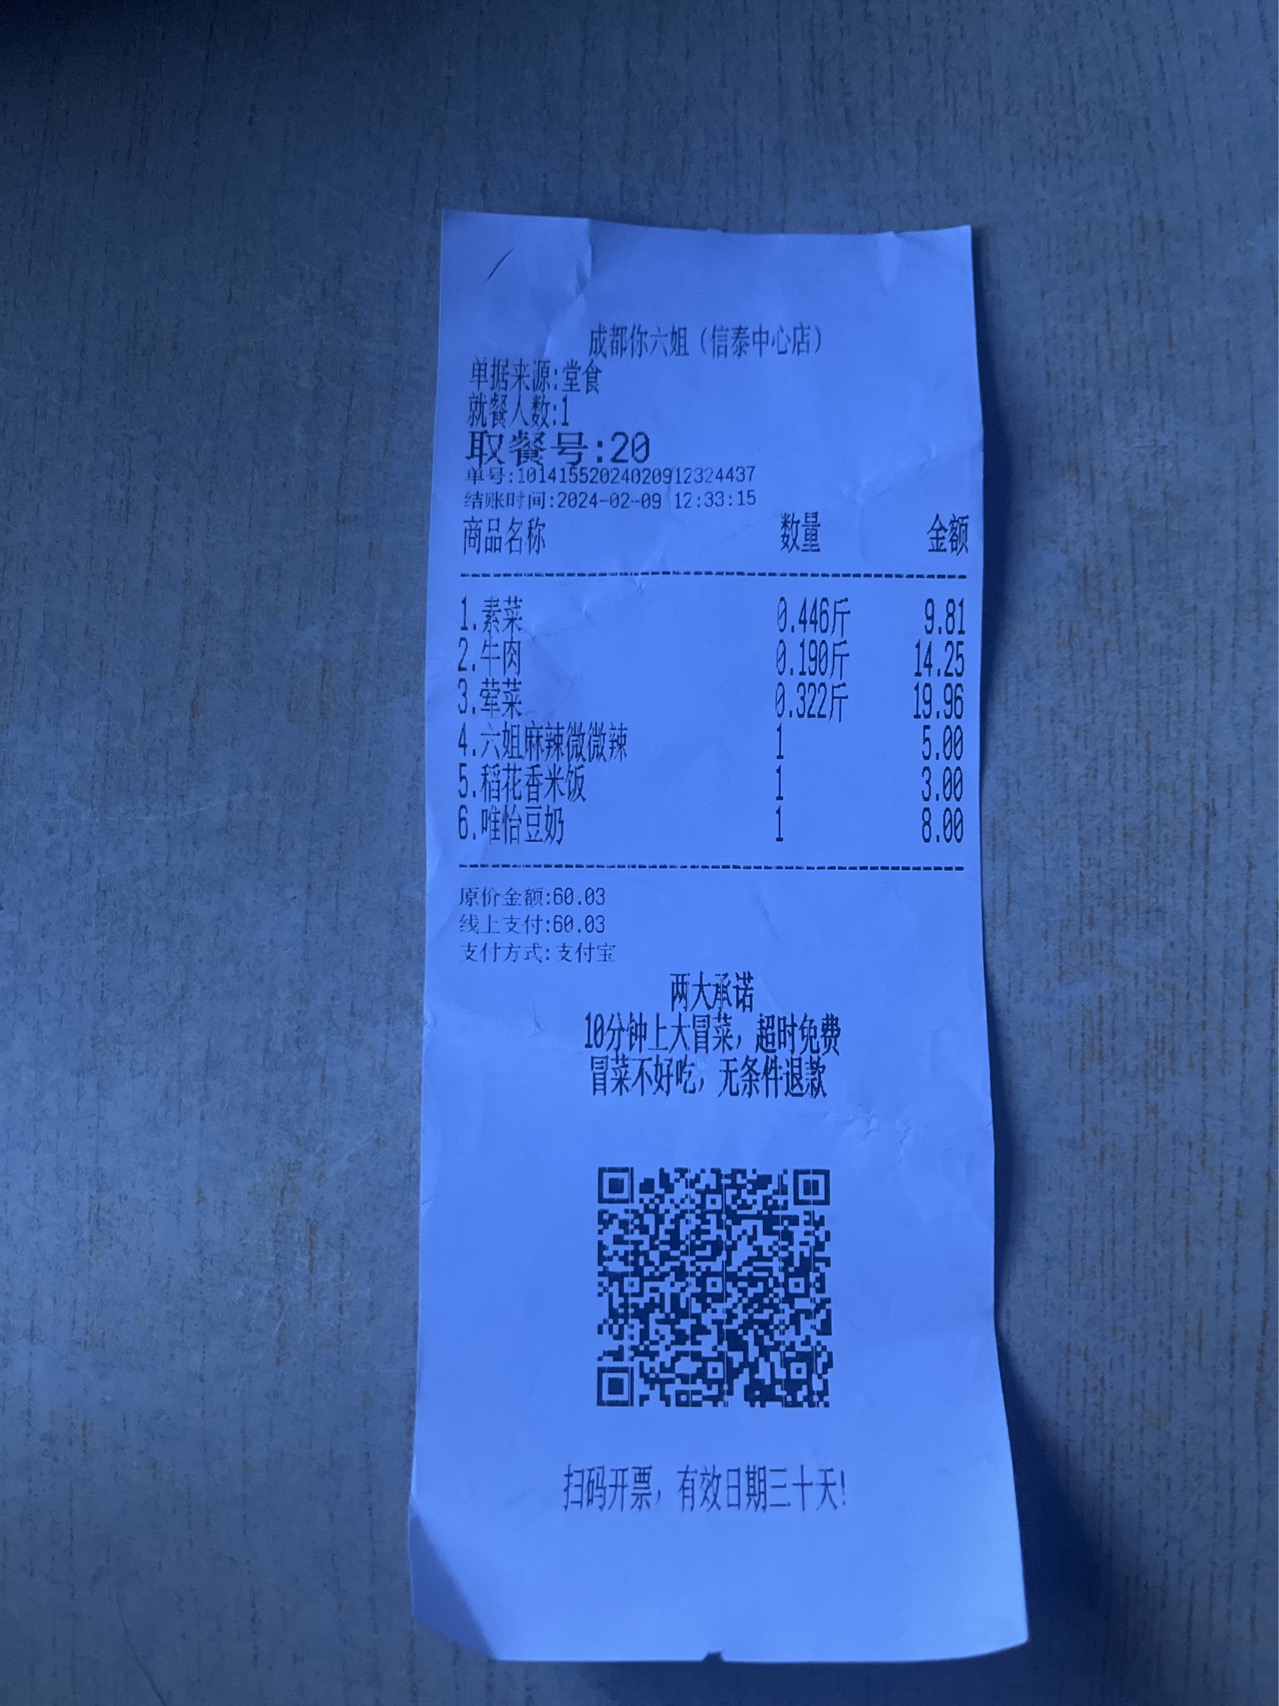 成都你六姐（信泰中心店）
单据来源:堂食
就餐人数:1
取餐号:20
单号:10141552024020912324437
结账时间:2024-02-09 12:33:15
商品名称 数量 金额
1.素菜 0.446斤 9.81
2.牛肉 0.190斤 14.25
3.荤菜 0.322斤 19.96
4.六姐麻辣微微辣 1 5.00
5.稻花香米饭 1 3.00
6.唯怡豆奶 1 8.00
原价金额:60.03
线上支付:60.03
支付方式:支付宝
两大承诺
10分钟上大冒菜，超时免费
冒菜不好吃，无条件退款
扫码开票，有效日期三十天!